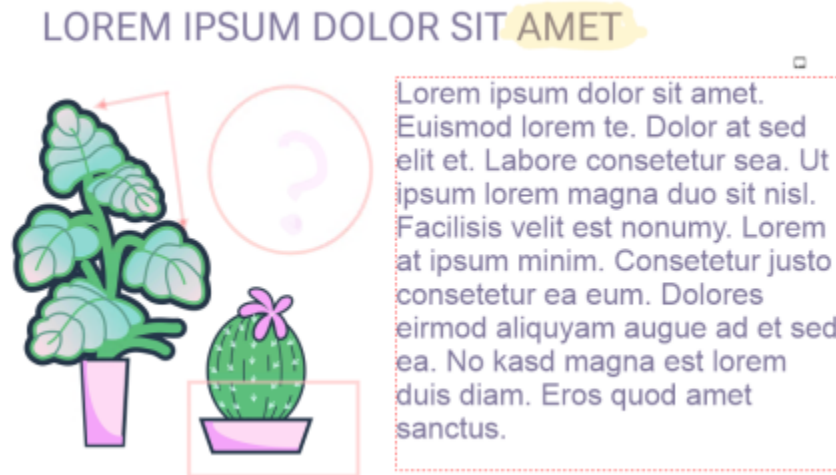 LOREM IPSUM DOLOR SIT AMET
?
Lorem ipsum dolor sit amet.
Euismod lorem te. Dolor at sed
elit et. Labore consetetur sea. Ut
ipsum lorem magna duo sit nisl.
Facilisis velit est nonumy. Lorem
at ipsum minim. Consetetur justo
consetetur ea eum. Dolores
eirmod aliquyam augue ad et sed
ea. No kasd magna est lorem
duis diam. Eros quod amet
sanctus.